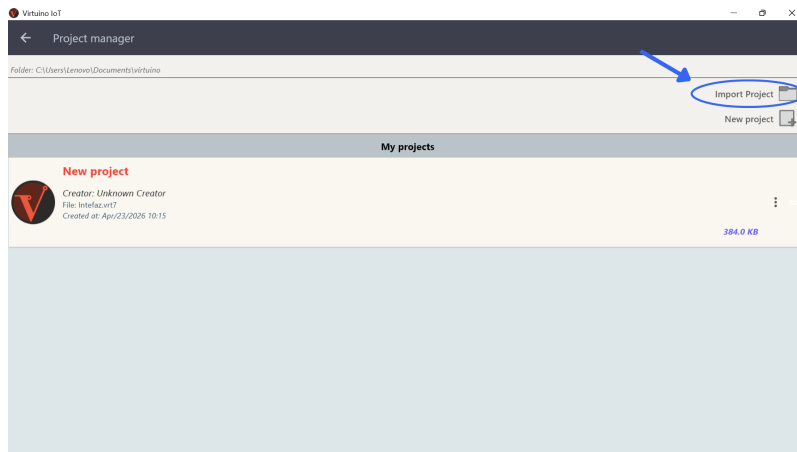 Virtuino IoT
Project manager
Folder: C:\Users\Lenovo\Documents\virtuino
Import Project
New project
My projects
New project
Creator: Unknown Creator
File: Intefaz.vrt7
Created at: Apr/23/2026 10:15
384.0 KB